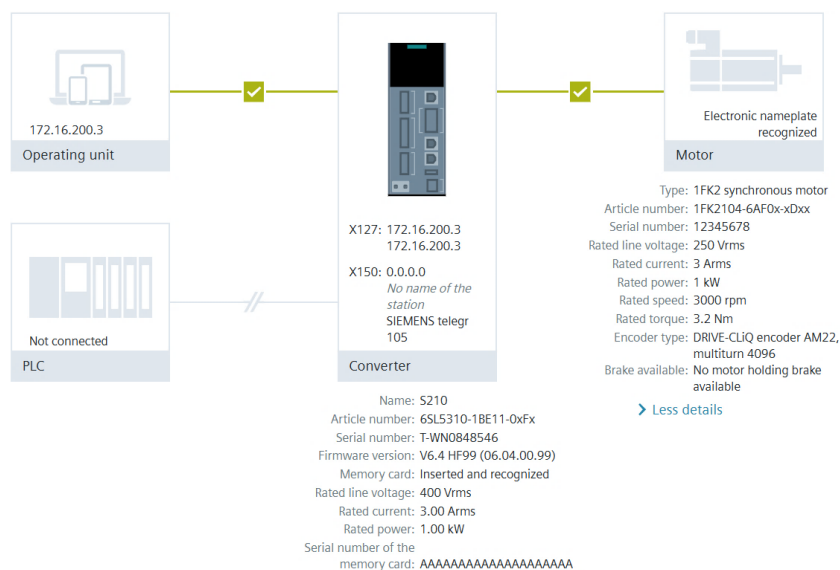 172.16.200.3
Operating unit
Electronic nameplate
recognized
Motor
X127: 172.16.200.3
172.16.200.3
X150: 0.0.0.0
No name of the
station
SIEMENS telegr
105
Converter
Not connected
PLC
Type: 1FK2 synchronous motor
Article number: 1FK2104-6AF0x-xDxx
Serial number: 12345678
Rated line voltage: 250 Vrms
Rated current: 3 Arms
Rated power: 1 kW
Rated speed: 3000 rpm
Rated torque: 3.2 Nm
Encoder type: DRIVE-CLiQ encoder AM22,
multiturn 4096
Brake available: No motor holding brake
available
Less details
Name: S210
Article number: 6SL5310-1BE11-0xFx
Serial number: T-WN0848546
Firmware version: V6.4 HF99 (06.04.00.99)
Memory card: Inserted and recognized
Rated line voltage: 400 Vrms
Rated current: 3.00 Arms
Rated power: 1.00 kW
Serial number of the
memory card: AAAAAAAAAAAAAAAAAAAA